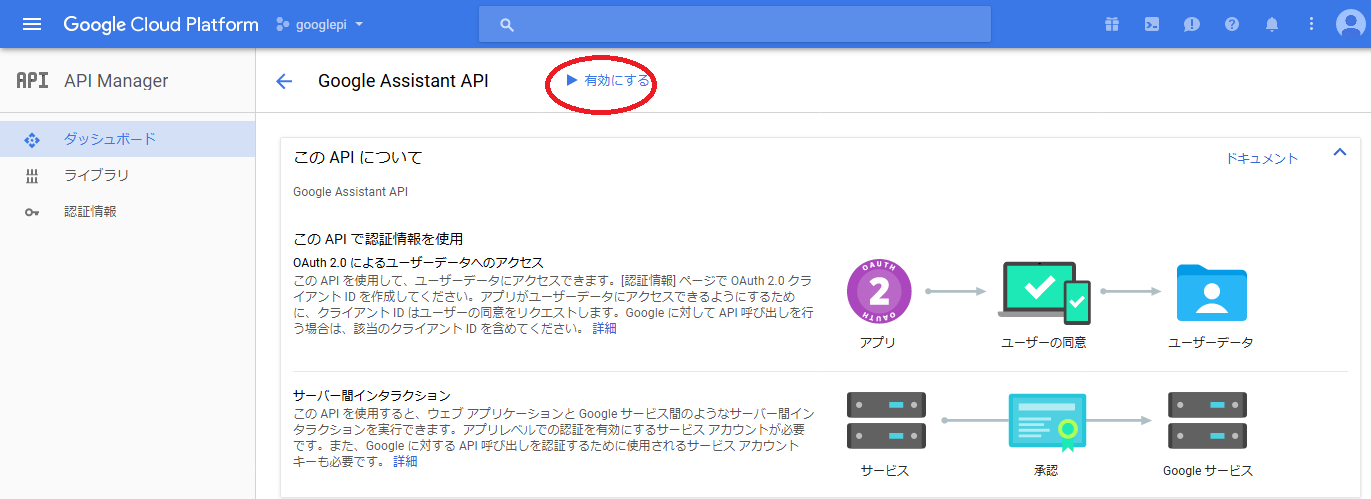 Google Cloud Platform googlepi
API API Manager
Google Assistant API 有効にする
ダッシュボード
ライブラリ
認証情報
この API について ドキュメント
Google Assistant API
この API で認証情報を使用
OAuth 2.0 によるユーザーデータへのアクセス
この API を使用して、ユーザーデータにアクセスできます。[認証情報] ページで OAuth 2.0 クラ
イアント ID を作成してください。アプリがユーザーデータにアクセスできるようにするため
に、クライアント ID はユーザーの同意をリクエストします。Google に対して API 呼び出しを行
う場合は、該当のクライアント ID を含めてください。 詳細
OAUTH
2
OAUTH
アプリ ユーザーの同意 ユーザーデータ
サーバー間インタラクション
この API を使用すると、ウェブ アプリケーションと Google サービス間のようなサーバー間イン
タラクションを実行できます。アプリレベルでの認証を有効にするサービス アカウントが必要
です。また、Google に対する API 呼び出しを認証するために使用されるサービス アカウント
キーも必要です。 詳細
サービス 承認 Google サービス